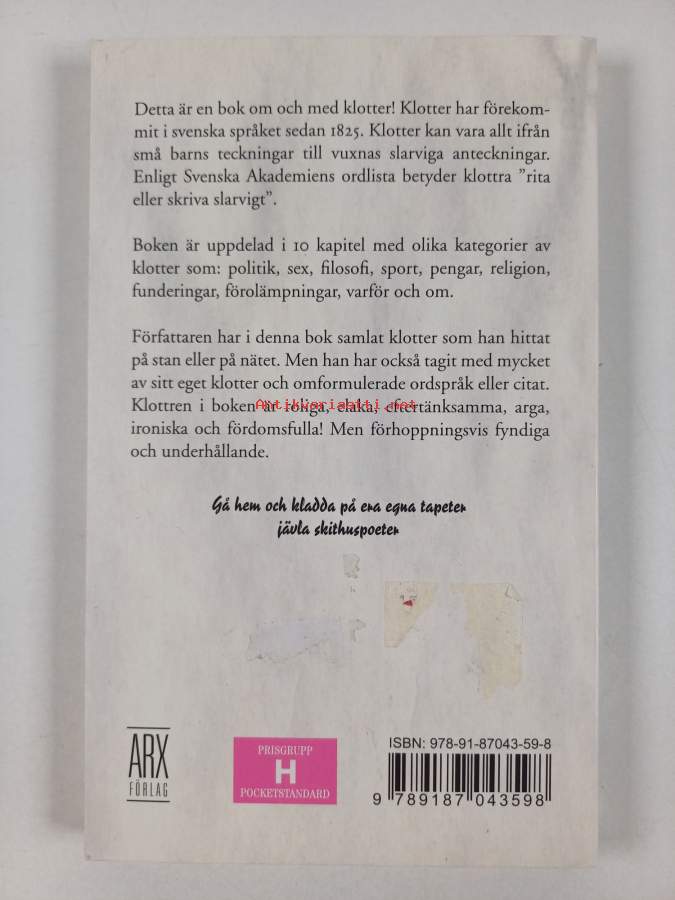 Detta är en bok om och med klotter! Klotter har förekom-
mit i svenska språket sedan 1825. Klotter kan vara allt ifrån
små barns teckningar till vuxnas slarviga anteckningar.
Enligt Svenska Akademiens ordlista betyder klottra ”rita
eller skriva slarvigt”.
Boken är uppdelad i 10 kapitel med olika kategorier av
klotter som: politik, sex, filosofi, sport, pengar, religion,
funderingar, förolämpningar, varför och om.
Författaren har i denna bok samlat klotter som han hittat
på stan eller på nätet. Men han har också tagit med mycket
av sitt eget klotter och omformulerade ordspråk eller citat.
Klottren i boken är roliga, elaka, eftertänksamma, arga,
Antikvariaatti.net
ironiska och fördomsfulla! Men förhoppningsvis fyndiga
och underhållande.
Gå hem och kladda på era egna tapeter
jävla skithuspoeter
ARX
FÖRLAG
PRISGRUPP
H
POCKETSTANDARD
ISBN: 978-91-87043-59-8
9 789187 043598